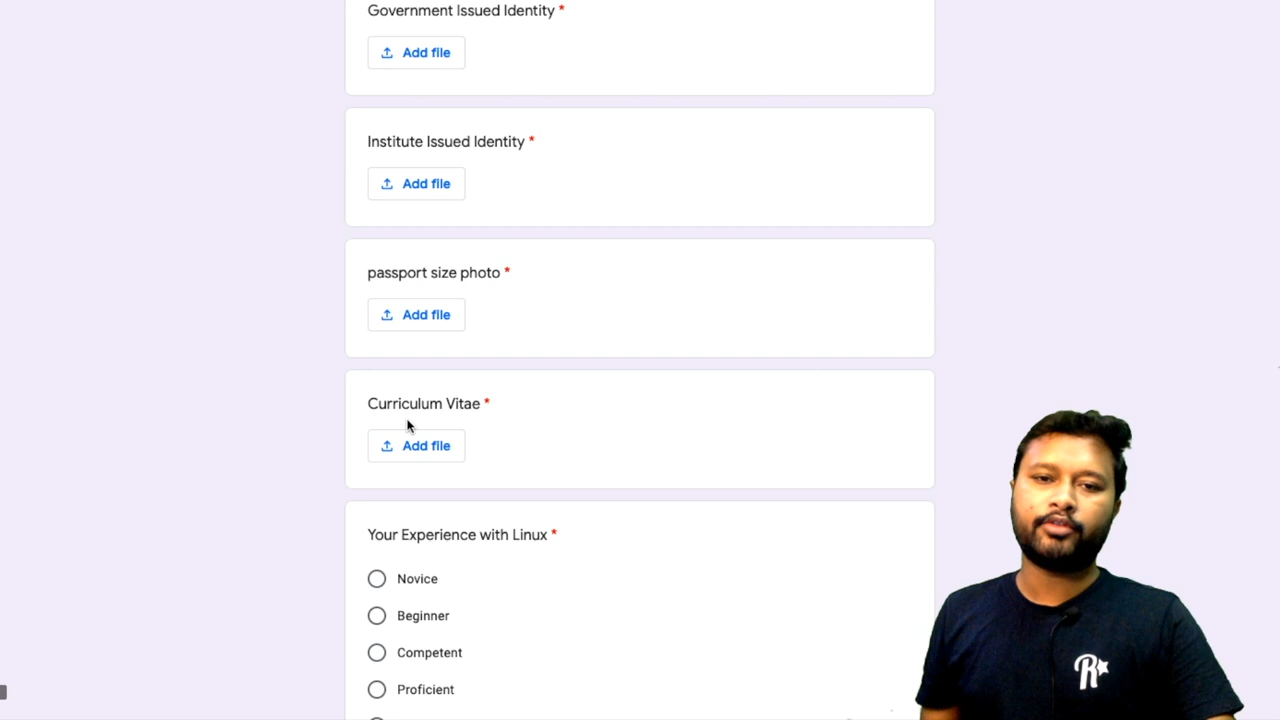 Government Issued Identity *
Add file
Institute Issued Identity *
Add file
passport size photo *
Add file
Curriculum Vitae *
Add file
Your Experience with Linux *
Novice
Beginner
Competent
Proficient
R